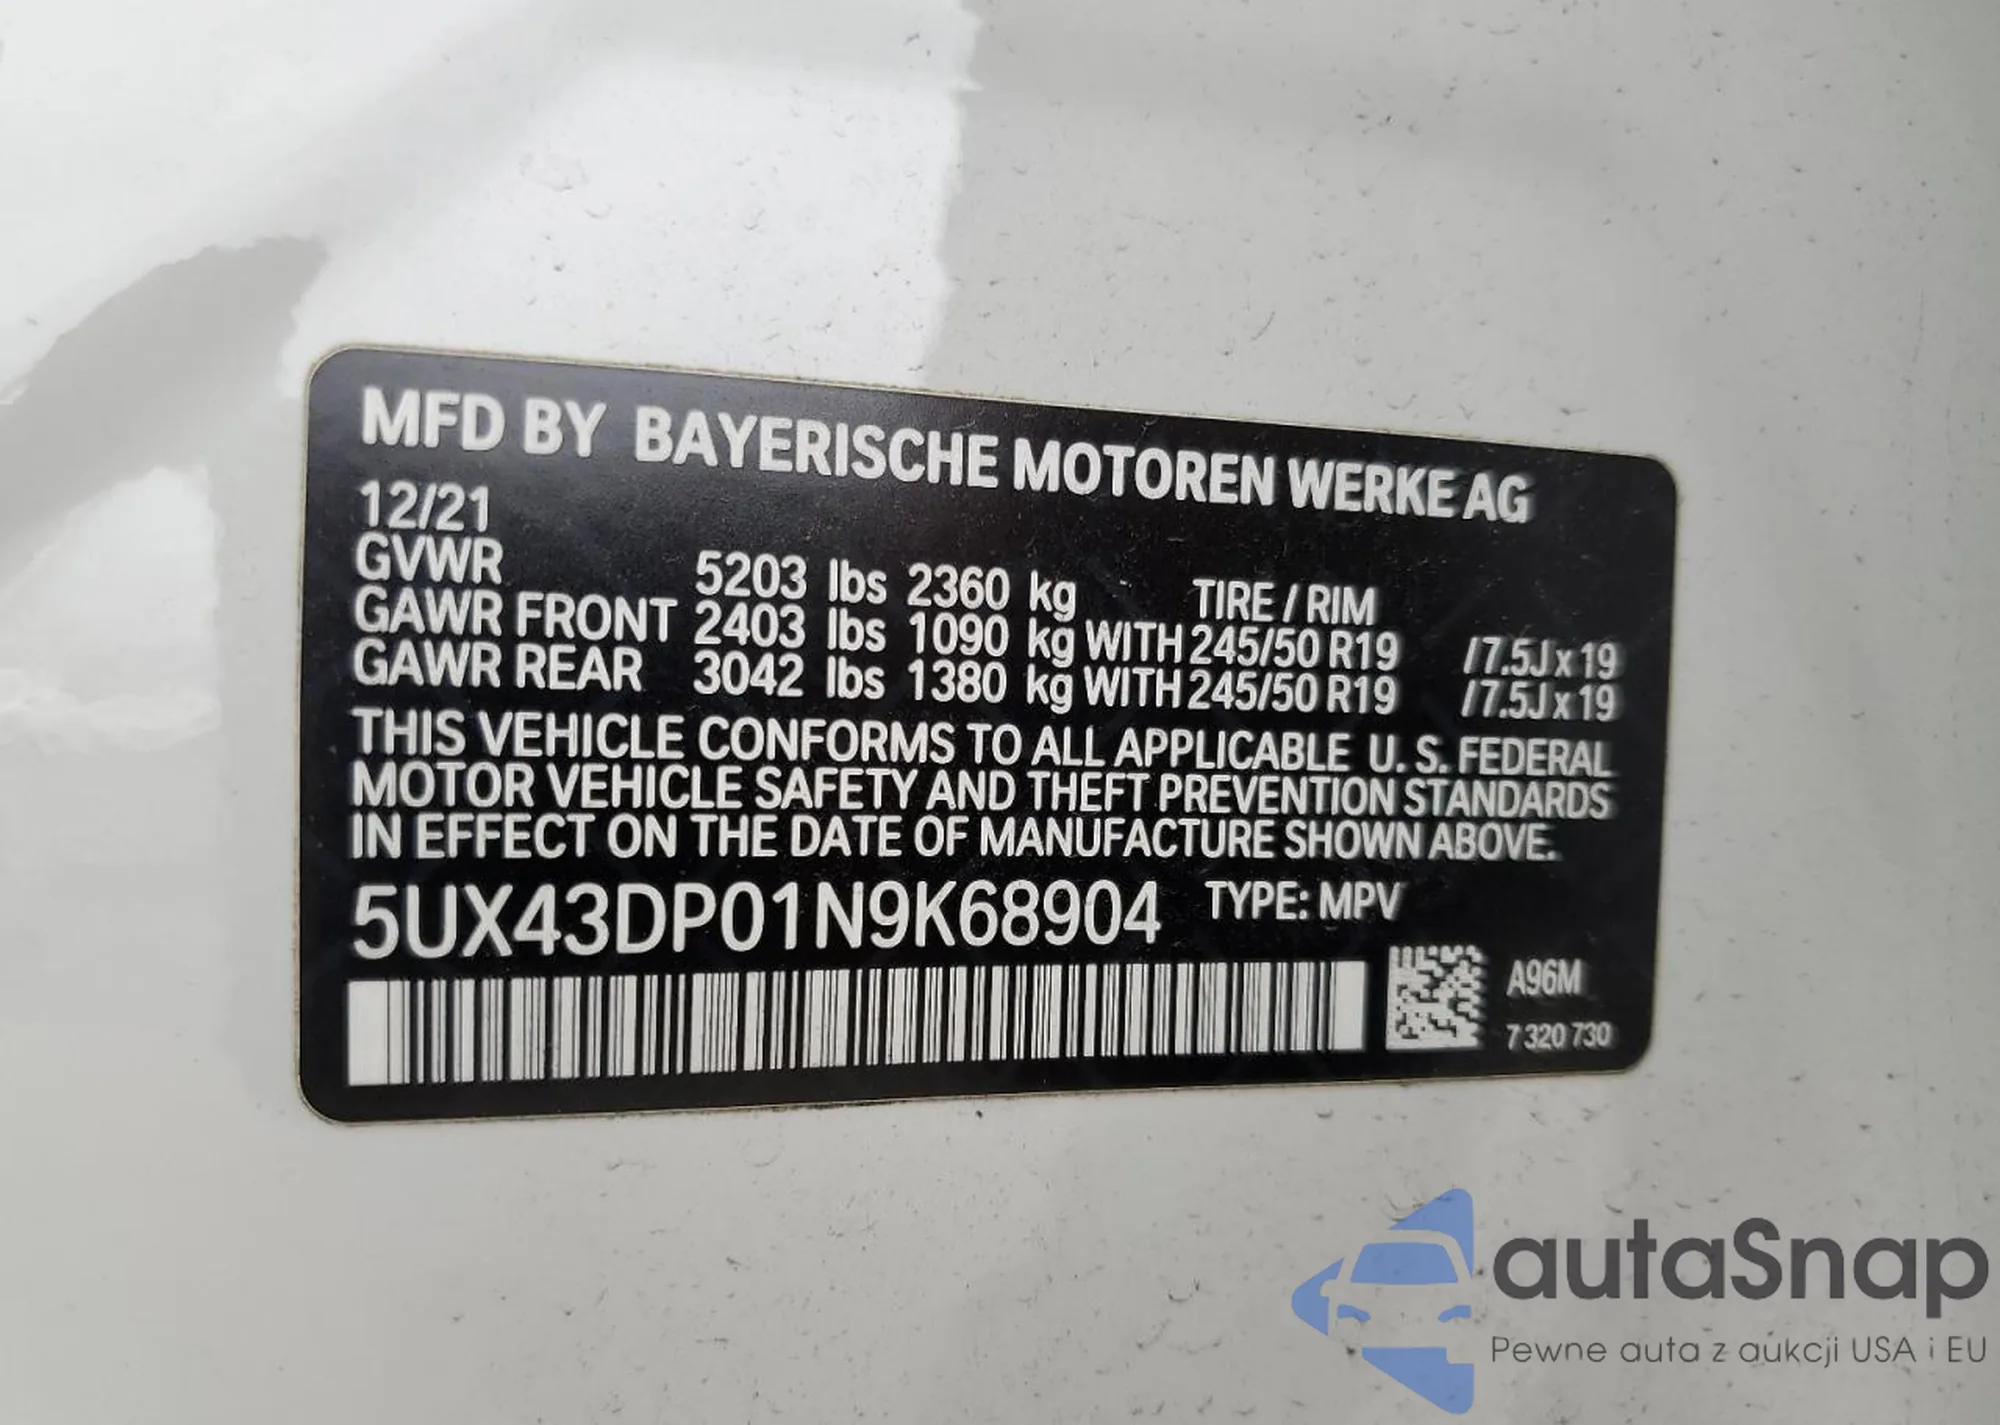 MFD BY BAYERISCHE MOTOREN WERKE AG
12/21
GVWR 5203 lbs 2360 kg TIRE / RIM
GAWR FRONT 2403 lbs 1090 kg WITH 245/50 R19 / 7.5J x 19
GAWR REAR 3042 lbs 1380 kg WITH 245/50 R19 / 7.5J x 19
THIS VEHICLE CONFORMS TO ALL APPLICABLE U. S. FEDERAL
MOTOR VEHICLE SAFETY AND THEFT PREVENTION STANDARDS
IN EFFECT ON THE DATE OF MANUFACTURE SHOWN ABOVE.
5UX43DP01N9K68904 TYPE: MPV
A96M
7 320 730
autaSnap
Pewne auta z aukcji USA i EU